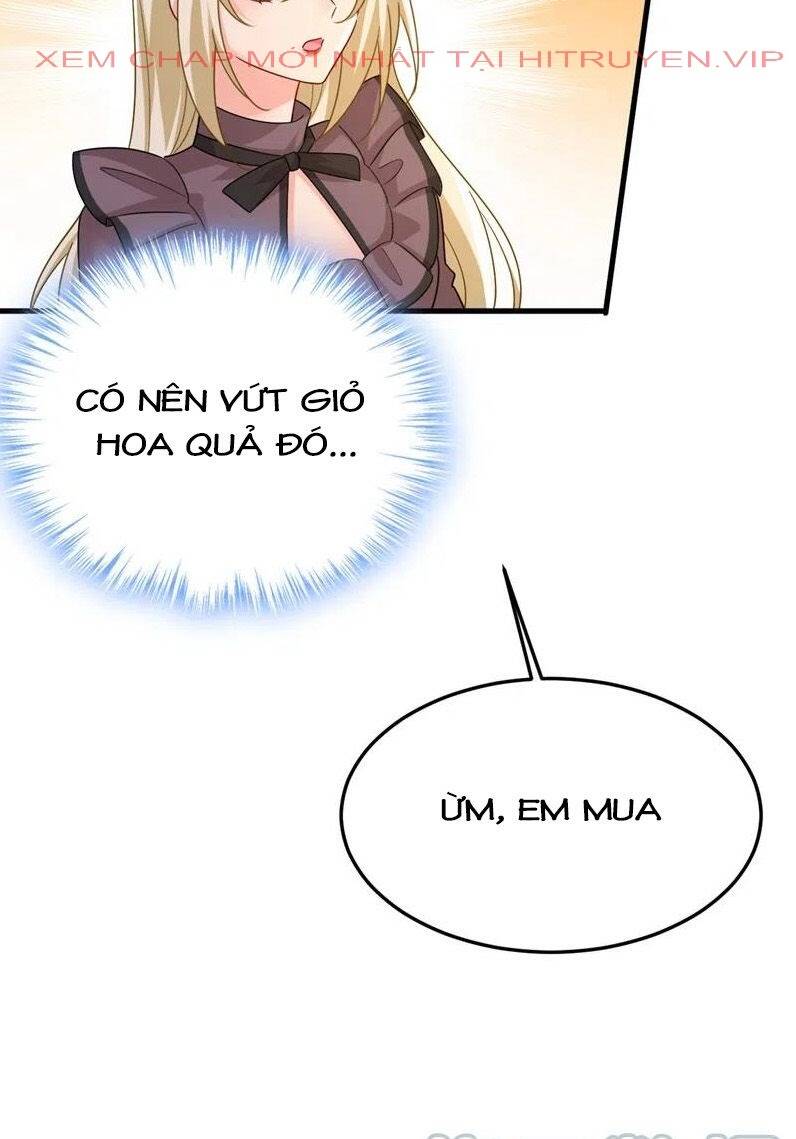 XEM CHAP MỚI NHẤT TẠI HITRUYEN.VIP
CÓ NÊN VỨT GIỎ
HOA QUẢ ĐÓ...
ỪM, EM MUA